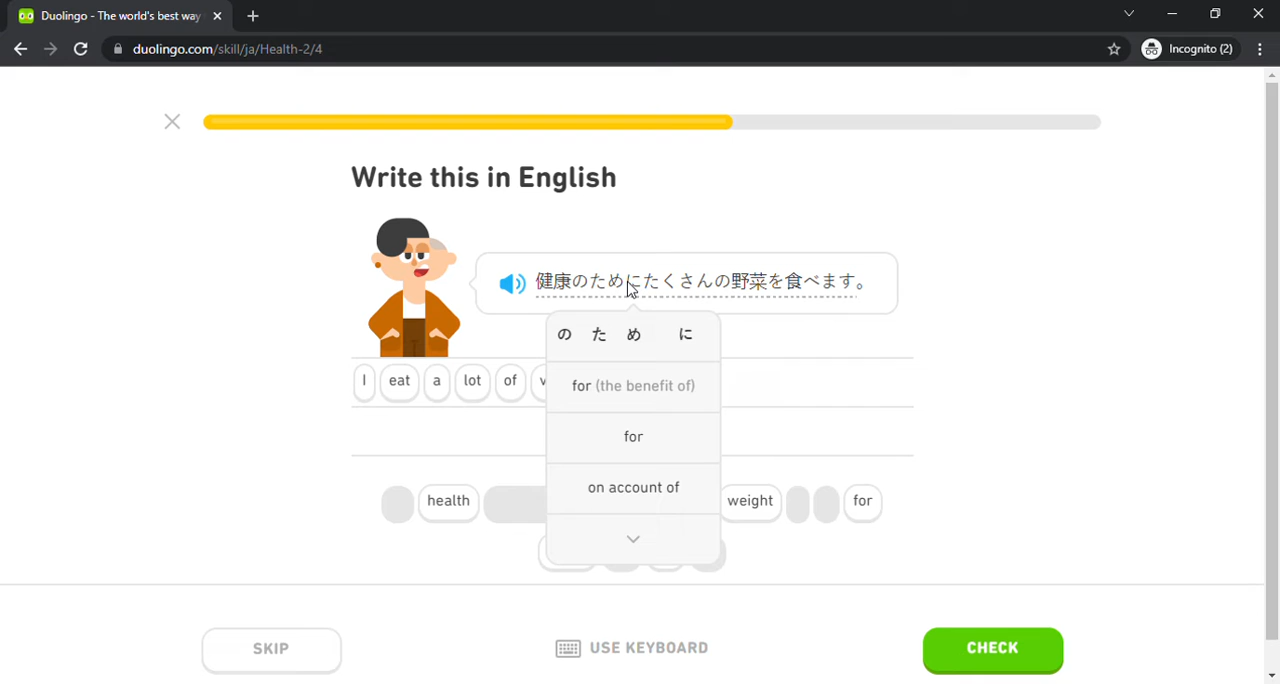 Duolingo - The world's best way
duolingo.com/skill/ja/Health-2/4
Incognito (2)
Write this in English
健康のためにたくさんの野菜を食べます。
のために
for (the benefit of)
for
on account of
I eat a lot of v
health weight for
SKIP
USE KEYBOARD
CHECK